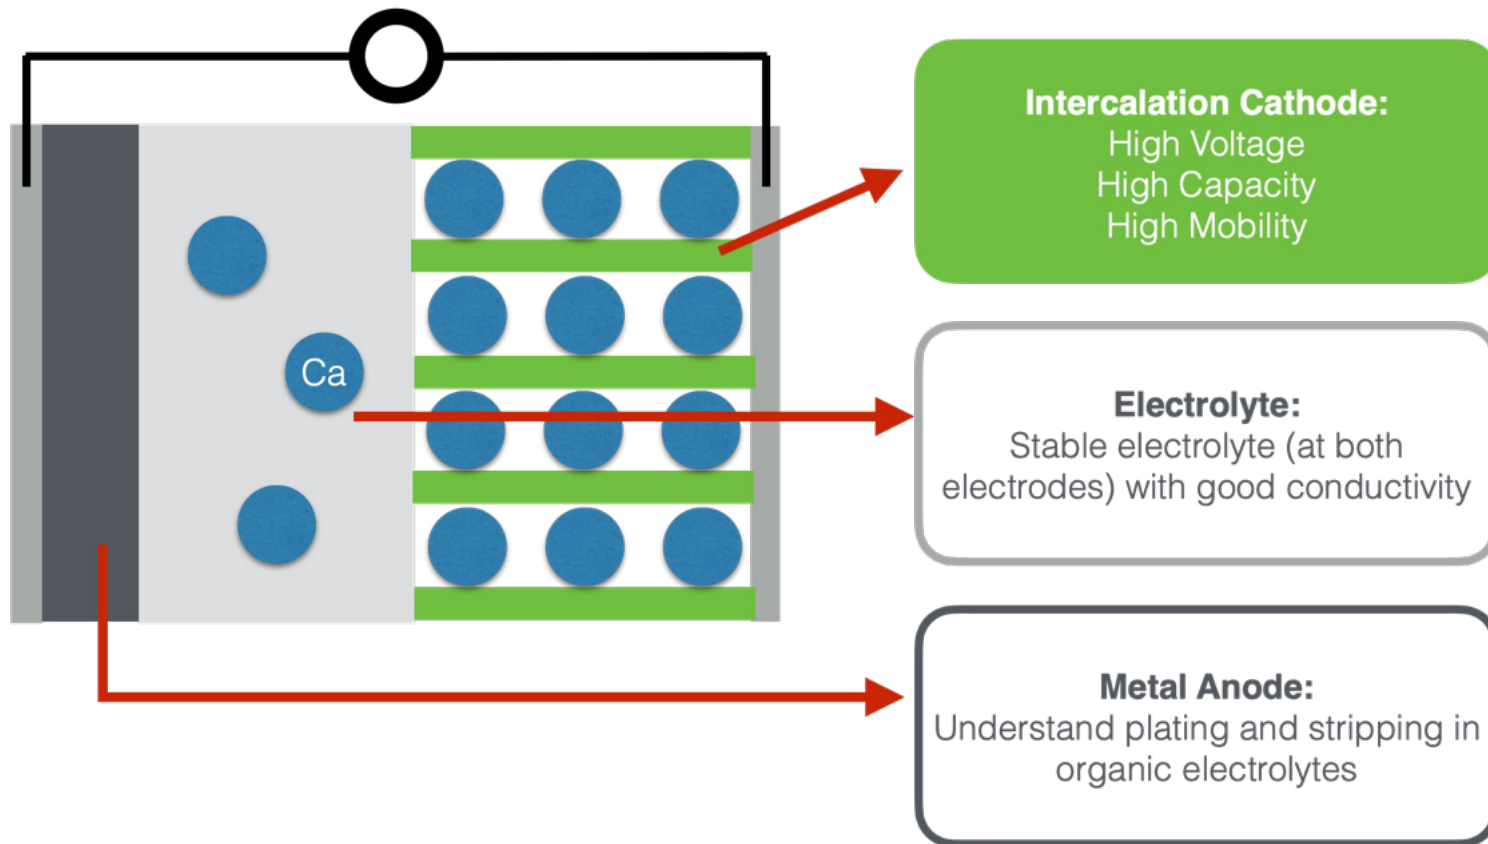 Ca
Intercalation Cathode:
High Voltage
High Capacity
High Mobility
Electrolyte:
Stable electrolyte (at both
electrodes) with good conductivity
Metal Anode:
Understand plating and stripping in
organic electrolytes